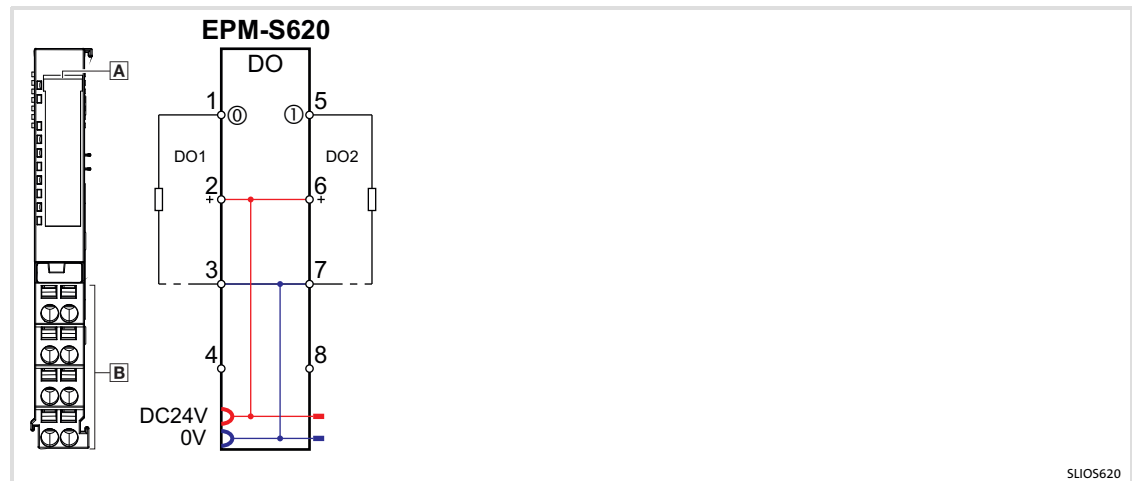 EPM-S620
DO
A
1 ⓪ ① 5
DO1 DO2
2 6
+ +
3 7
4 8
B
DC24V
0V
SLIOS620